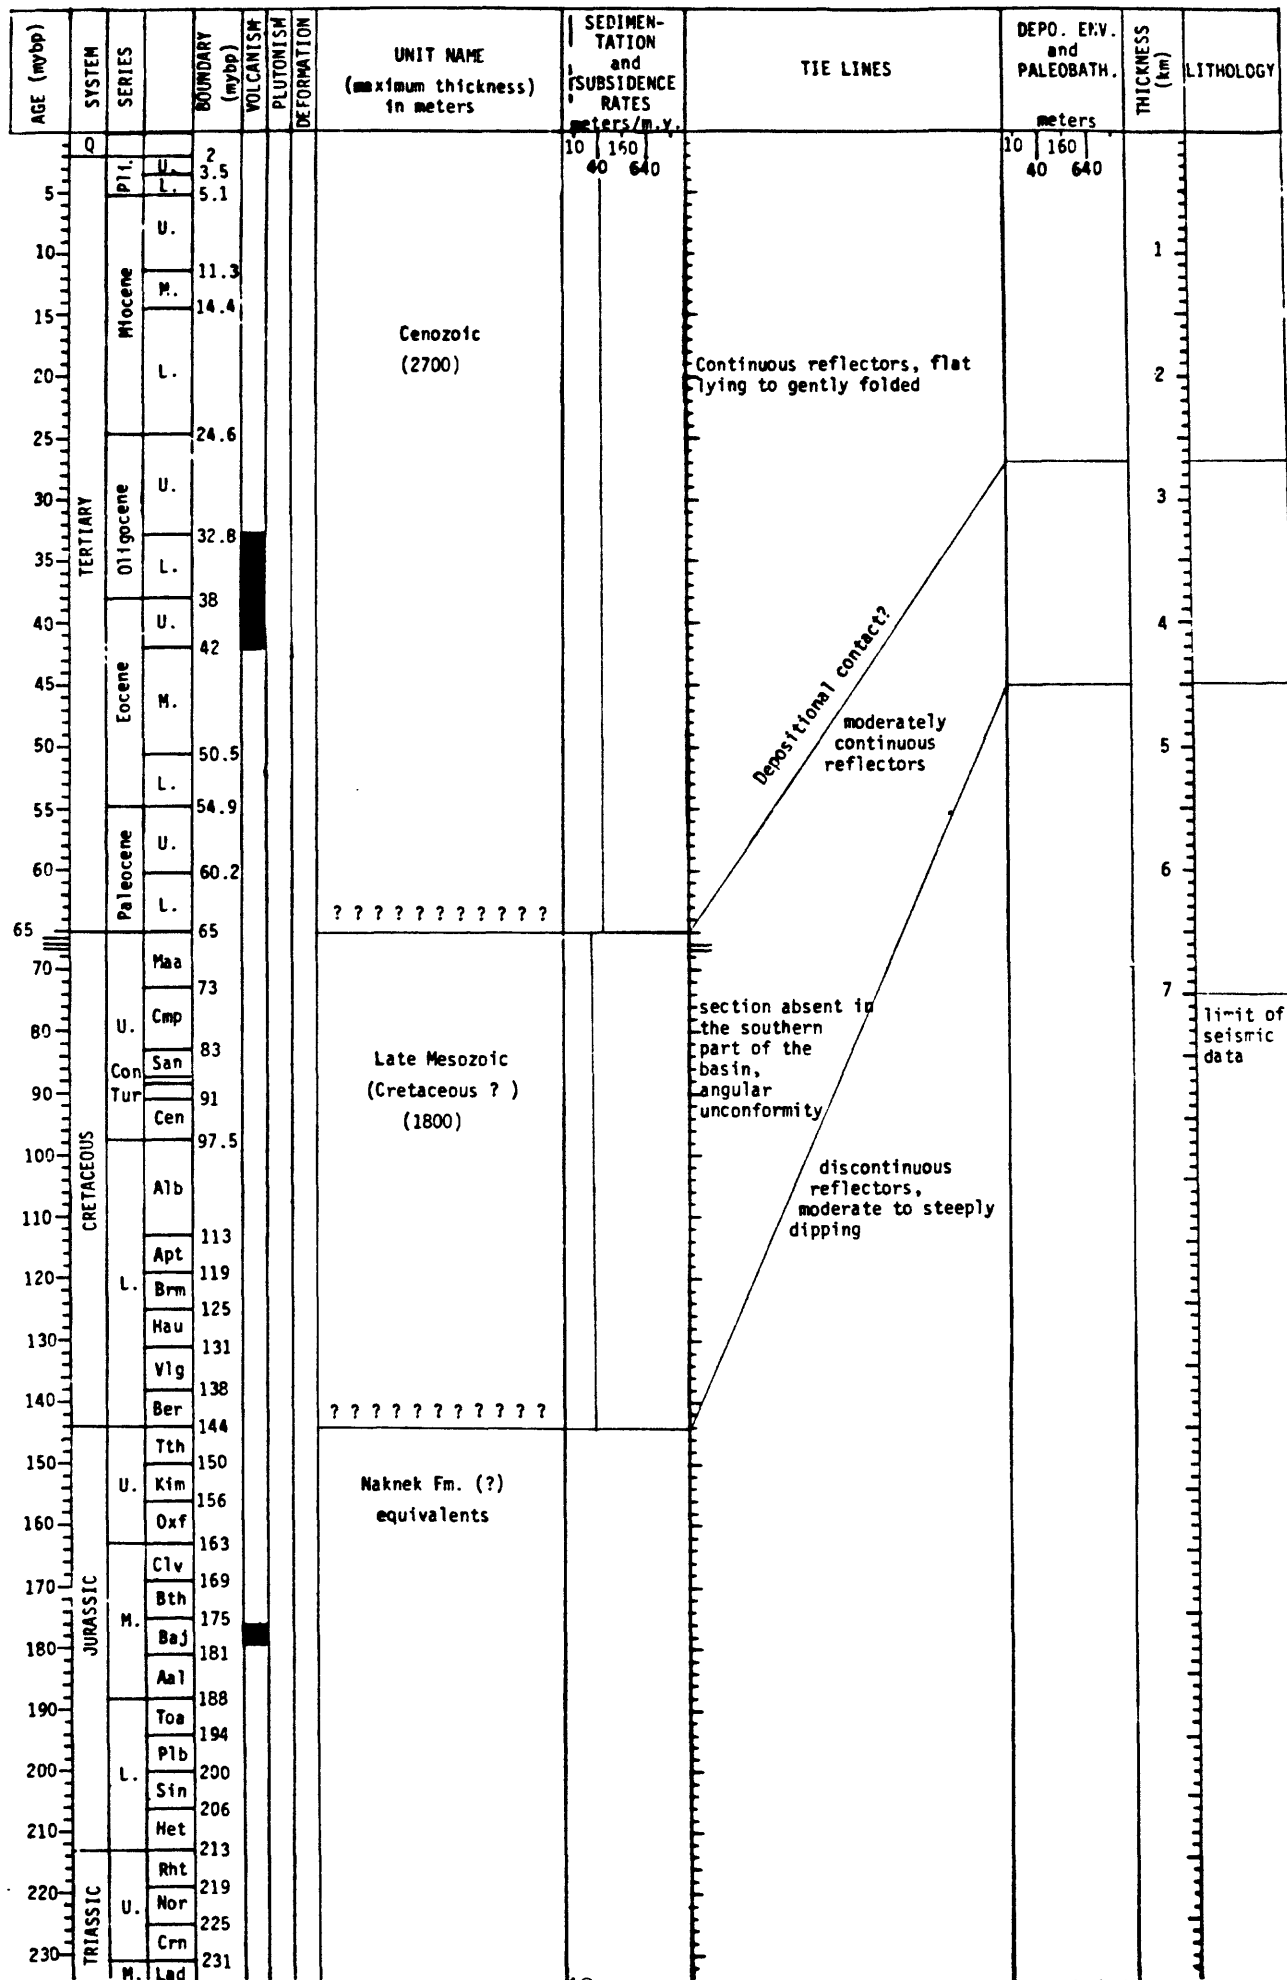 AGE (mybp)
SYSTEM
SERIES
BOUNDARY
(mybp)
VOLCANISM
PLUTONISM
DEFORMATION
UNIT NAME
(maximum thickness)
in meters
SEDIMEN-
TATION
and
SUBSIDENCE
RATES
meters/m.y.
10 160
40 640
TIE LINES
DEPO. ENV.
and
PALEOBATH.
meters
10 160
40 640
THICKNESS
(km)
LITHOLOGY
5
10
15
20
25
30
35
40
45
50
55
60
65
70
80
90
100
110
120
130
140
150
160
170
180
190
200
210
220
230
Q
TERTIARY
CRETACEOUS
JURASSIC
TRIASSIC
Pli.
Miocene
Oligocene
Eocene
Paleocene
U.
Con
Tur
L.
U.
M.
L.
U.
M.
U.
L.
U.
M.
L.
U.
L.
U.
M.
L.
U.
L.
Maa
Cmp
San
Cen
Alb
Apt
Brm
Hau
Vlg
Ber
Tth
Kim
Oxf
Clv
Bth
Baj
Aal
Toa
Plb
Sin
Het
Rht
Nor
Crn
Lad
2
3.5
5.1
11.3
14.4
24.6
32.8
38
42
50.5
54.9
60.2
65
73
83
91
97.5
113
119
125
131
138
144
150
156
163
169
175
181
188
194
200
206
213
219
225
231
Cenozoic
(2700)
? ? ? ? ? ? ? ? ? ? ?
Late Mesozoic
(Cretaceous ? )
(1800)
? ? ? ? ? ? ? ? ? ? ?
Naknek Fm. (?)
equivalents
Continuous reflectors, flat
lying to gently folded
Depositional contact?
moderately
continuous
reflectors
section absent in
the southern
part of the
basin,
angular
unconformity
discontinuous
reflectors,
moderate to steeply
dipping
1
2
3
4
5
6
7
limit of
seismic
data